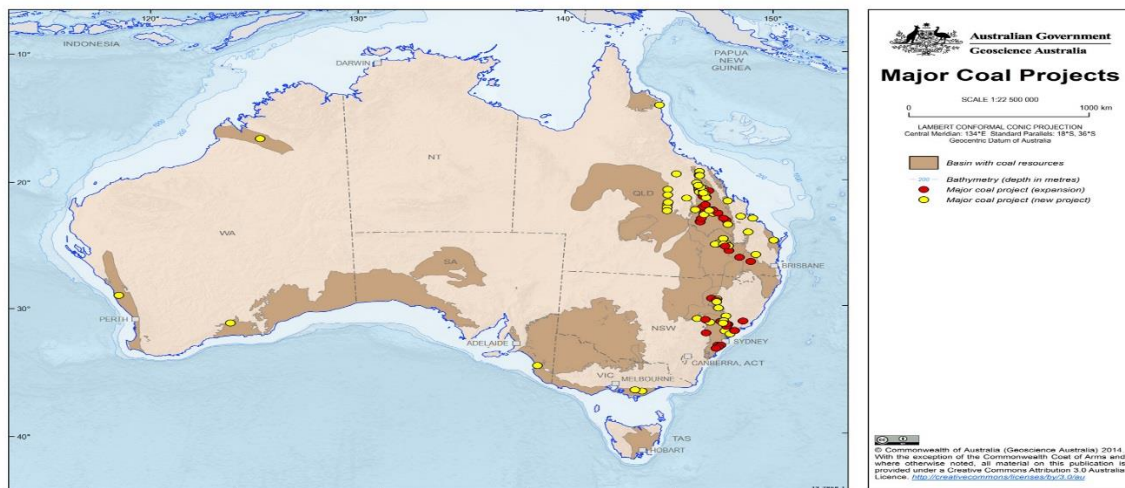 120°
130°
140°
150°
INDONESIA
PAPUA
NEW
GUINEA
10°
DARWIN
NT
20°
QLD
WA
SA
BRISBANE
30°
PERTH
NSW
ADELAIDE
SYDNEY
CANBERRA, ACT
VIC
MELBOURNE
40°
TAS
HOBART
Australian Government
Geoscience Australia
Major Coal Projects
SCALE 1:22 500 000
0 1000 km
LAMBERT CONFORMAL CONIC PROJECTION
Central Meridian: 134°E Standard Parallels: 18°S, 36°S
Geocentric Datum of Australia
Basin with coal resources
200 Bathymetry (depth in metres)
Major coal project (expansion)
Major coal project (new project)
© Commonwealth of Australia (Geoscience Australia) 2014.
With the exception of the Commonwealth Coat of Arms and
where otherwise noted, all material on this publication is
provided under a Creative Commons Attribution 3.0 Australia
Licence. http://creativecommons/licenses/by/3.0/au